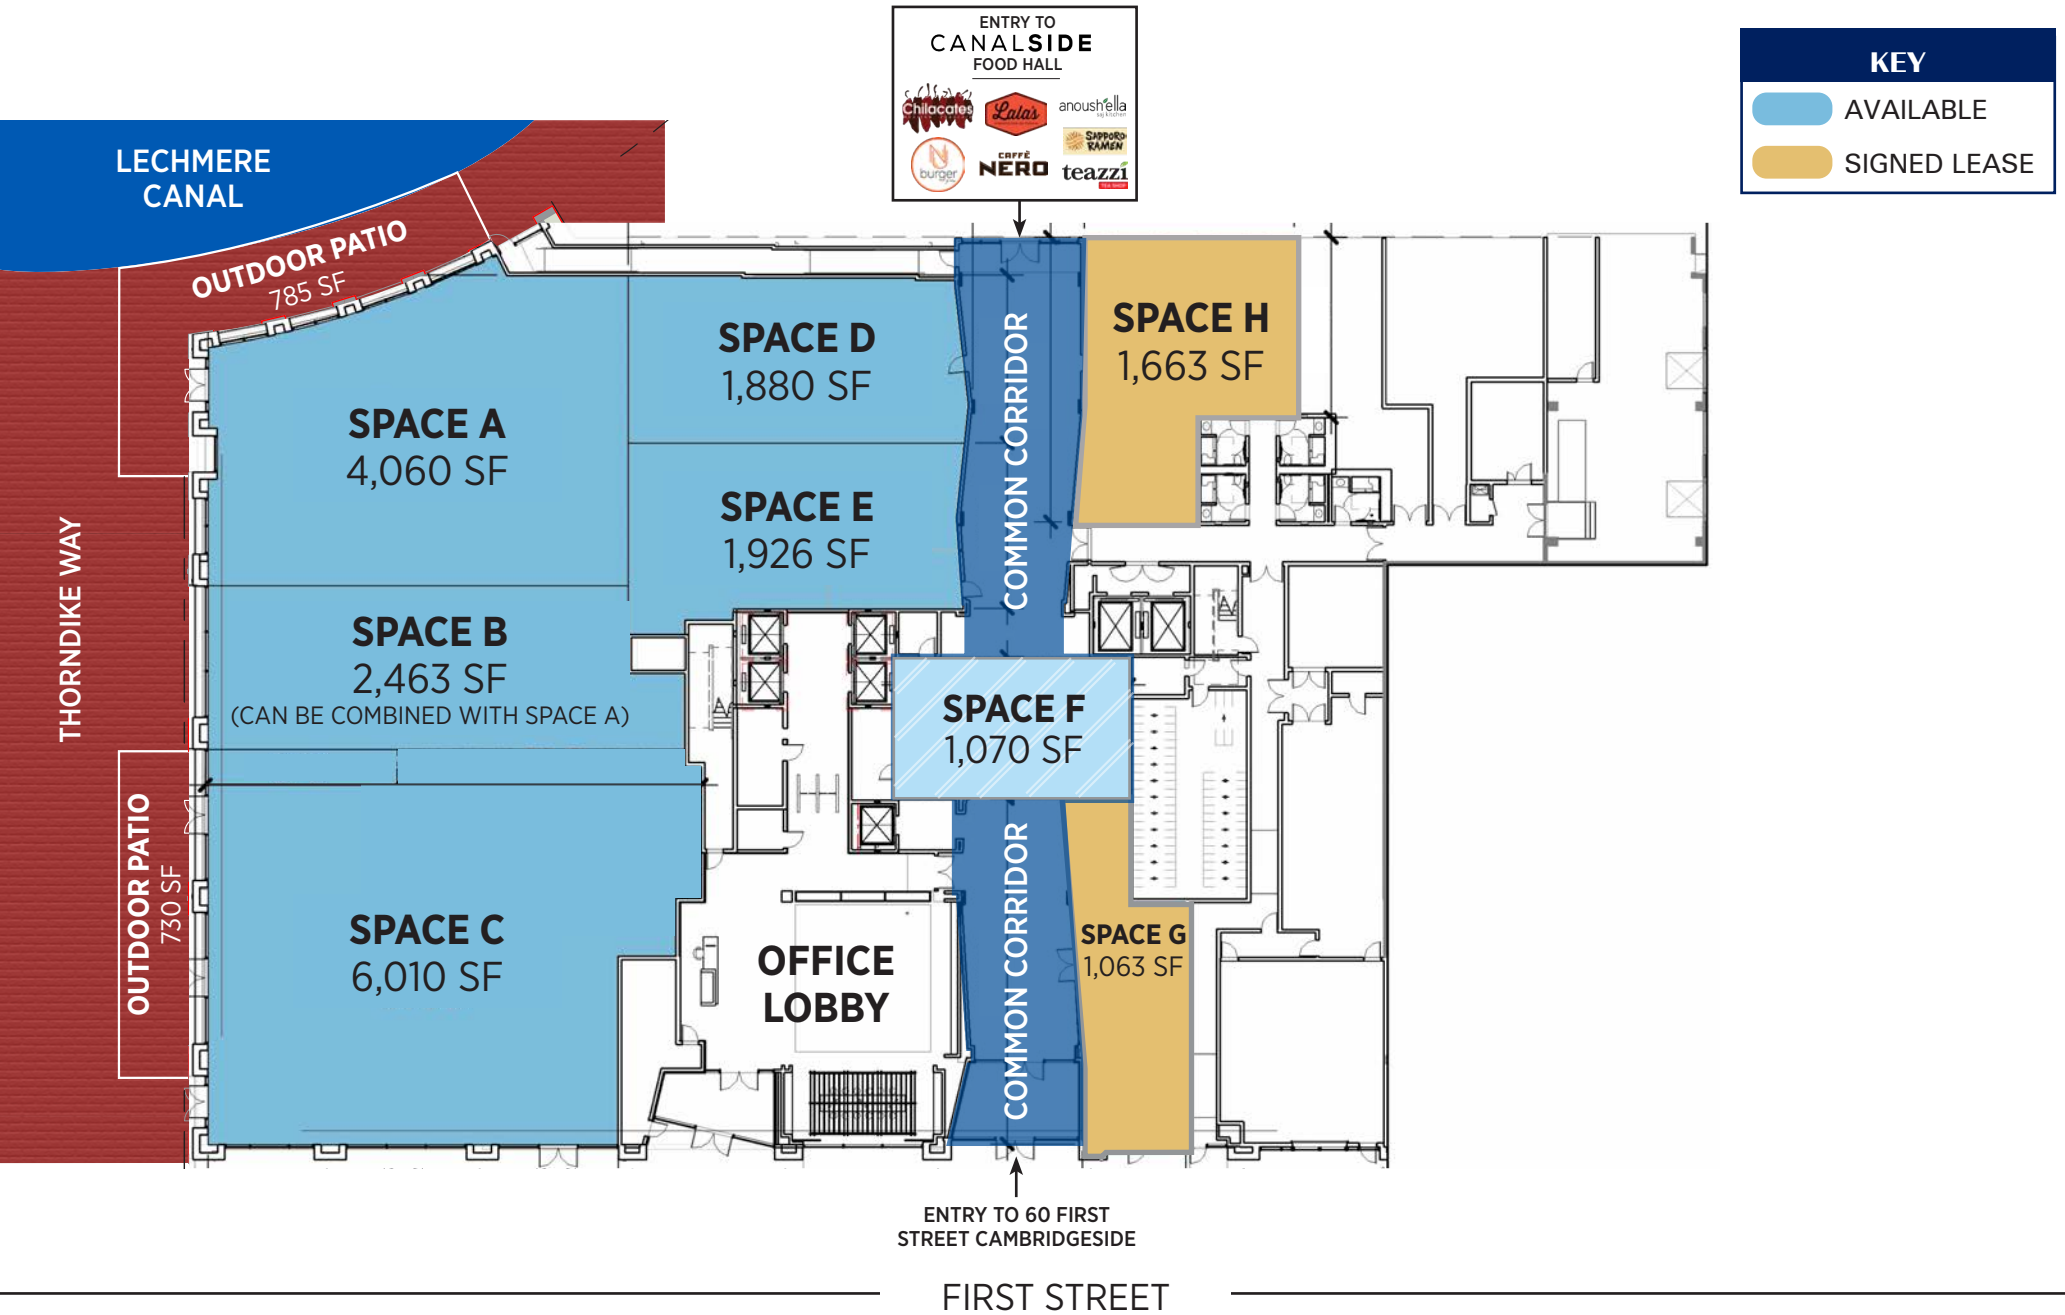 ENTRY TO
CANALSIDE
FOOD HALL
Chilacates
Lala's
anoush'ella
saj kitchen
N
burger
CAFFÈ
NERO
SAPPORO
RAMEN
teazzi
TEA SHOP
KEY
AVAILABLE
SIGNED LEASE
LECHMERE
CANAL
OUTDOOR PATIO
785 SF
SPACE A
4,060 SF
SPACE D
1,880 SF
SPACE E
1,926 SF
COMMON CORRIDOR
SPACE H
1,663 SF
THORNDIKE WAY
SPACE B
2,463 SF
(CAN BE COMBINED WITH SPACE A)
SPACE F
1,070 SF
OUTDOOR PATIO
730 SF
SPACE C
6,010 SF
OFFICE
LOBBY
COMMON CORRIDOR
SPACE G
1,063 SF
ENTRY TO 60 FIRST
STREET CAMBRIDGESIDE
FIRST STREET